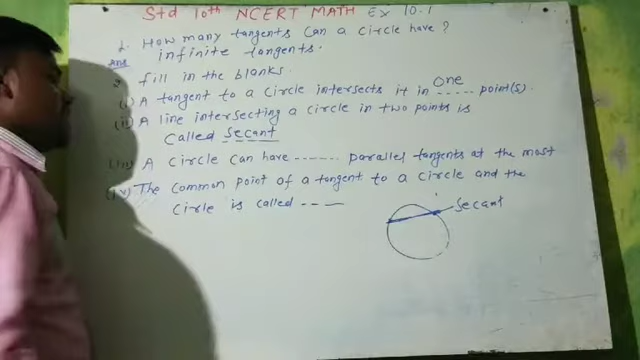 Std 10th NCERT MATH Ex 10.1
1. How many tangents can a circle have?
Ans infinite tangents.
2. fill in the blanks.
(i) A tangent to a circle intersects it in one point(s).
(ii) A line intersecting a circle in two points is
called secant
(iii) A circle can have ------ parallel tangents at the most
(iv) The common point of a tangent to a circle and the
cirle is called ---
secant